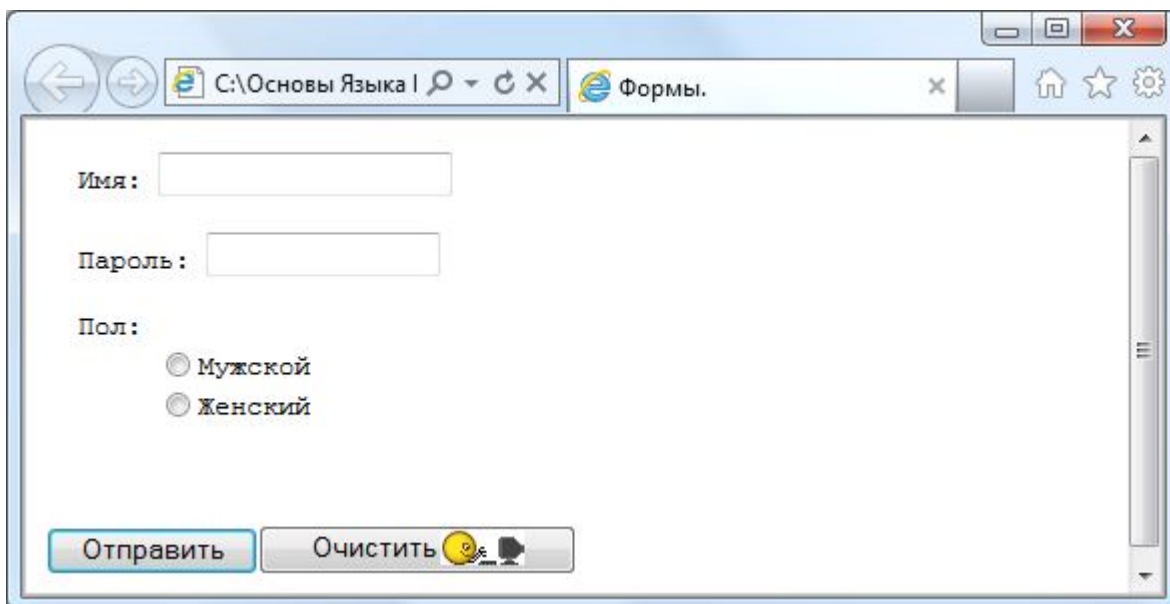 C:\Основы Языка
Формы.
Имя:
Пароль:
Пол:
Мужской
Женский
Отправить Очистить